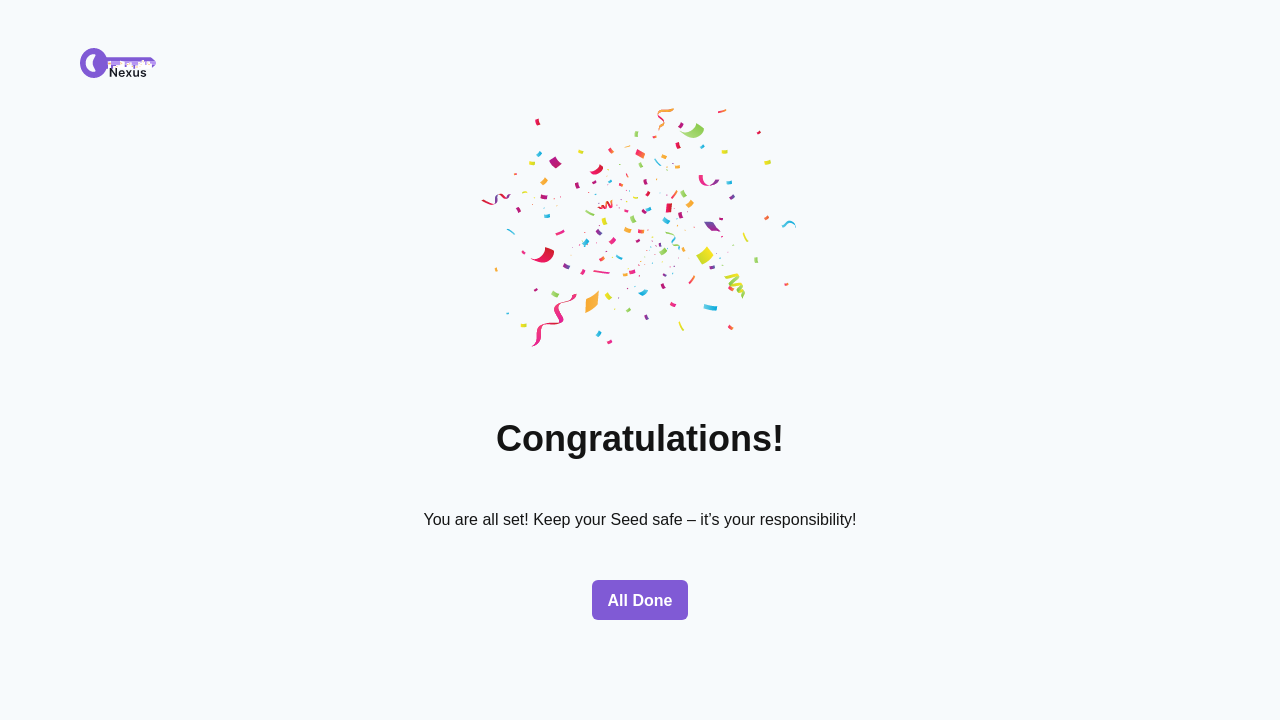 Nexus
Congratulations!
You are all set! Keep your Seed safe – it's your responsibility!
All Done